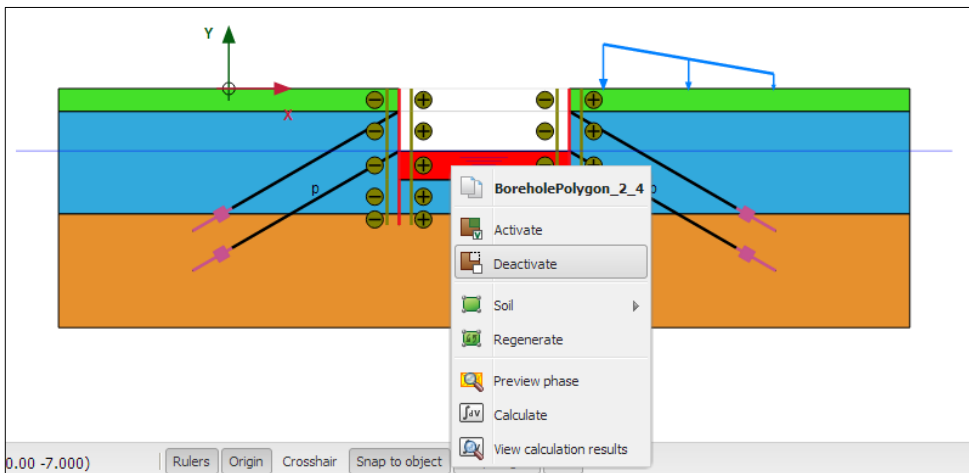 Y
X
p
p
BoreholePolygon_2_4
Activate
Deactivate
Soil
Regenerate
Preview phase
Calculate
View calculation results
0.00 -7.000)
Rulers
Origin
Crosshair
Snap to object